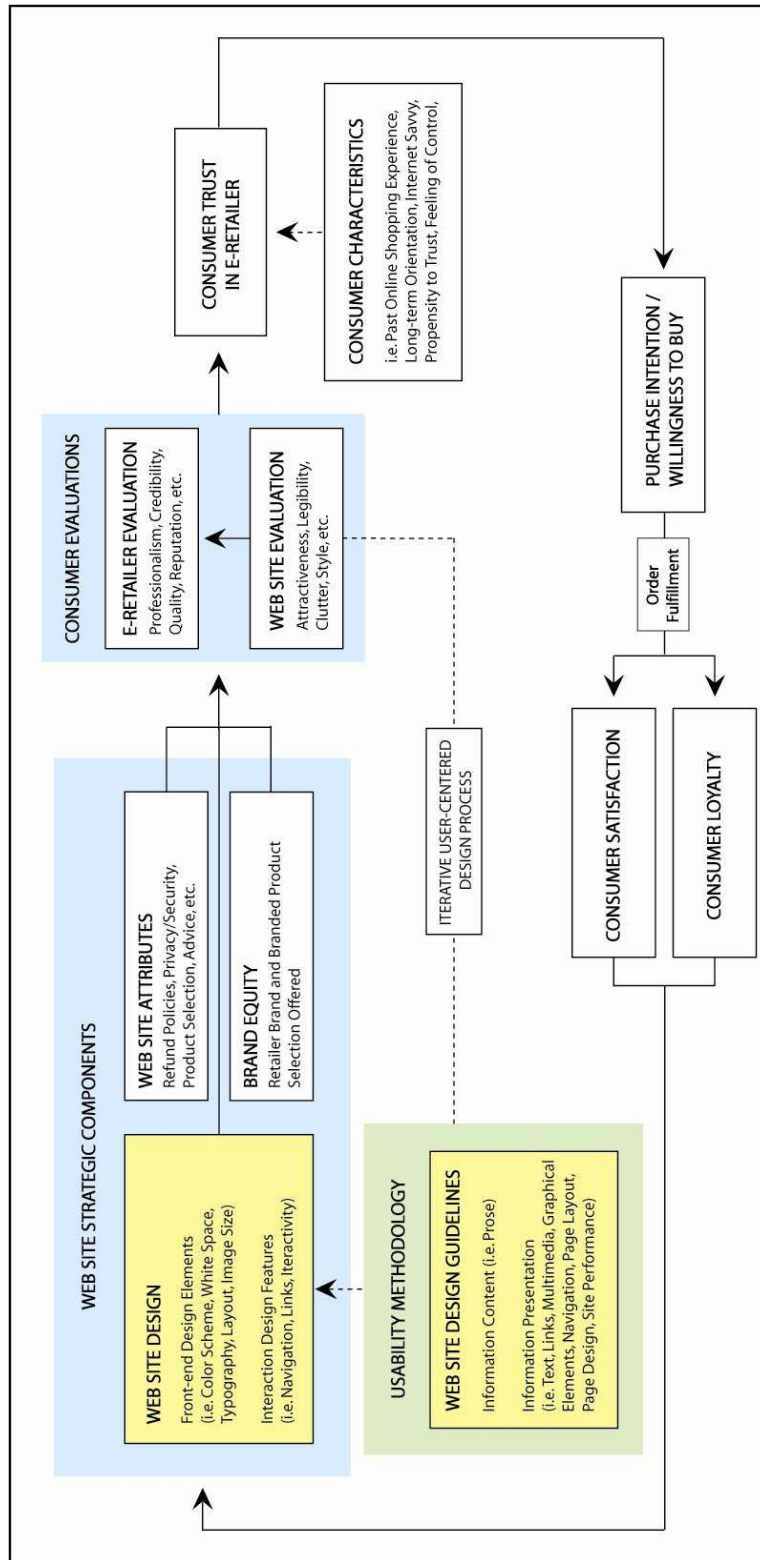 WEB SITE STRATEGIC COMPONENTS
WEB SITE DESIGN
Front-end Design Elements
(i.e. Color Scheme, White Space,
Typography, Layout, Image Size)
Interaction Design Features
(i.e. Navigation, Links, Iteractivity)
WEB SITE ATTRIBUTES
Refund Policies, Privacy/Security,
Product Selection, Advice, etc.
BRAND EQUITY
Retailer Brand and Branded Product
Selection Offered
CONSUMER EVALUATIONS
E-RETAILER EVALUATION
Professionalism, Credibility,
Quality, Reputation, etc.
WEB SITE EVALUATION
Attractiveness, Legibility,
Clutter, Style, etc.
CONSUMER TRUST
IN E-RETAILER
CONSUMER CHARACTERISTICS
i.e. Past Online Shopping Experience,
Long-term Orientation, Internet Savvy,
Propensity to Trust, Feeling of Control,
USABILITY METHODOLOGY
WEB SITE DESIGN GUIDELINES
Information Content (i.e. Prose)
Information Presentation
(i.e. Text, Links, Multimedia, Graphical
Elements, Navigation, Page Layout,
Page Design, Site Performance)
ITERATIVE USER-CENTERED
DESIGN PROCESS
CONSUMER SATISFACTION
CONSUMER LOYALTY
Order
Fulfillment
PURCHASE INTENTION /
WILLINGNESS TO BUY